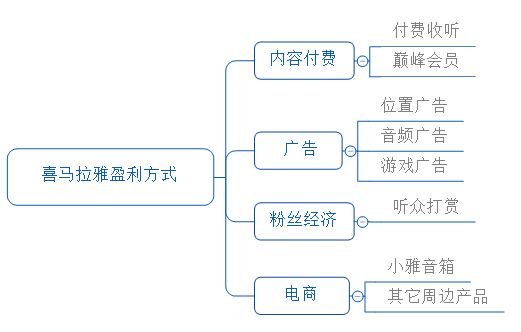 喜马拉雅盈利方式
内容付费
付费收听
巅峰会员
广告
位置广告
音频广告
游戏广告
粉丝经济
听众打赏
电商
小雅音箱
其它周边产品